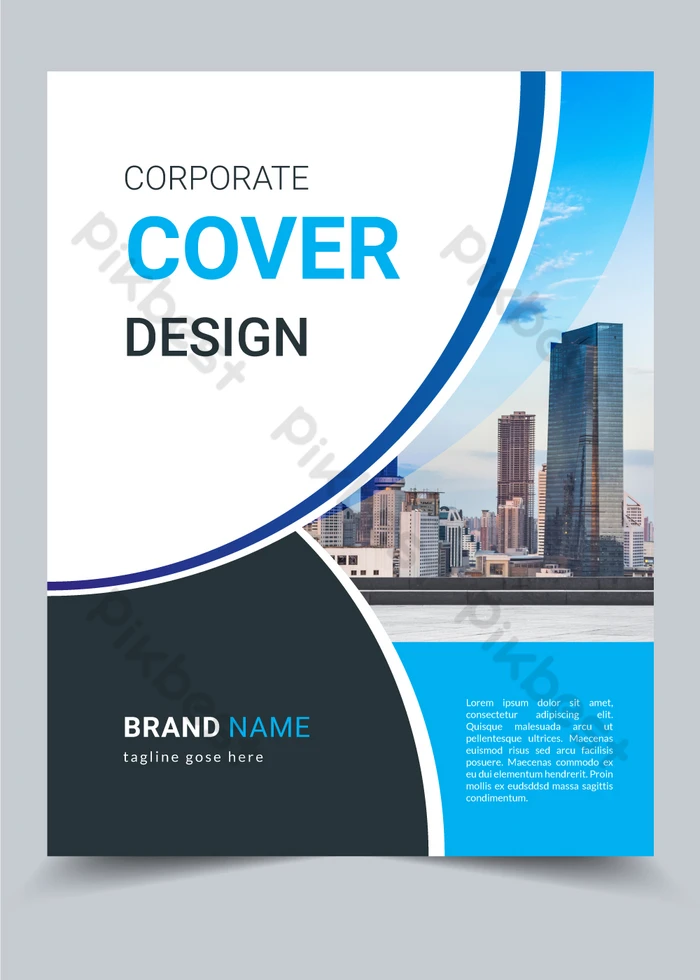 CORPORATE
COVER
DESIGN
BRAND NAME
tagline gose here
Lorem ipsum dolor sit amet,
consectetur adipiscing elit.
Quisque malesuada arcu ut
pellentesque ultrices. Maecenas
euismod risus sed arcu facilisis
posuere. Maecenas commodo ex
eu dui elementum hendrerit. Proin
mollis ex eudsddsd massa sagittis
condimentum.
pikbest
pikbest
pikbest
pikbest
pikbest